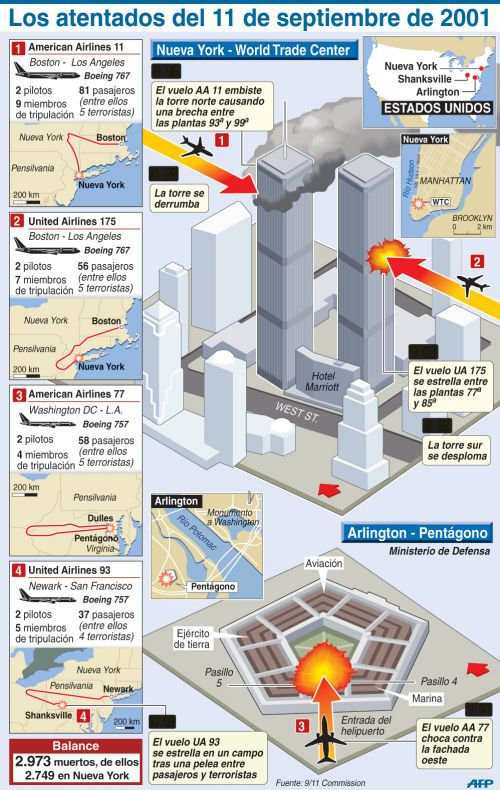 Los atentados del 11 de septiembre de 2001
1 American Airlines 11
Boston - Los Angeles
Boeing 767
2 pilotos
9 miembros
de tripulación
81 pasajeros
(entre ellos
5 terroristas)
Nueva York
Boston
Pensilvania
Nueva York
200 km
2 United Airlines 175
Boston - Los Angeles
Boeing 767
2 pilotos
7 miembros
de tripulación
56 pasajeros
(entre ellos
5 terroristas)
Nueva York
Boston
Pensilvania
Nueva York
200 km
3 American Airlines 77
Washington DC - L.A.
Boeing 757
2 pilotos
4 miembros
de tripulación
58 pasajeros
(entre ellos
5 terroristas)
200 km
Pensilvania
Dulles
Pentágono
Virginia
4 United Airlines 93
Newark - San Francisco
Boeing 757
2 pilotos
5 miembros
de tripulación
37 pasajeros
(entre ellos
4 terroristas)
Nueva York
Pensilvania
Newark
Shanksville
4
200 km
Balance
2.973 muertos, de ellos
2.749 en Nueva York
Nueva York - World Trade Center
El vuelo AA 11 embiste
la torre norte causando
una brecha entre
las plantas 93ª y 99ª
1
La torre se
derrumba
Nueva York
Shanksville
Arlington
ESTADOS UNIDOS
Nueva York
Río Hudson
MANHATTAN
WTC
BROOKLYN
0 2 km
2
El vuelo UA 175
se estrella entre
las plantas 77ª
y 85ª
La torre sur
se desploma
Hotel
Marriott
WEST ST.
Arlington
Monumento
a Washington
Río Potomac
Pentágono
Arlington - Pentágono
Ministerio de Defensa
Aviación
Ejército
de tierra
Pasillo
5
Pasillo 4
Marina
3
Entrada del
helipuerto
El vuelo AA 77
choca contra
la fachada
oeste
El vuelo UA 93
se estrella en un campo
tras una pelea entre
pasajeros y terroristas
Fuente: 9/11 Commission
AFP